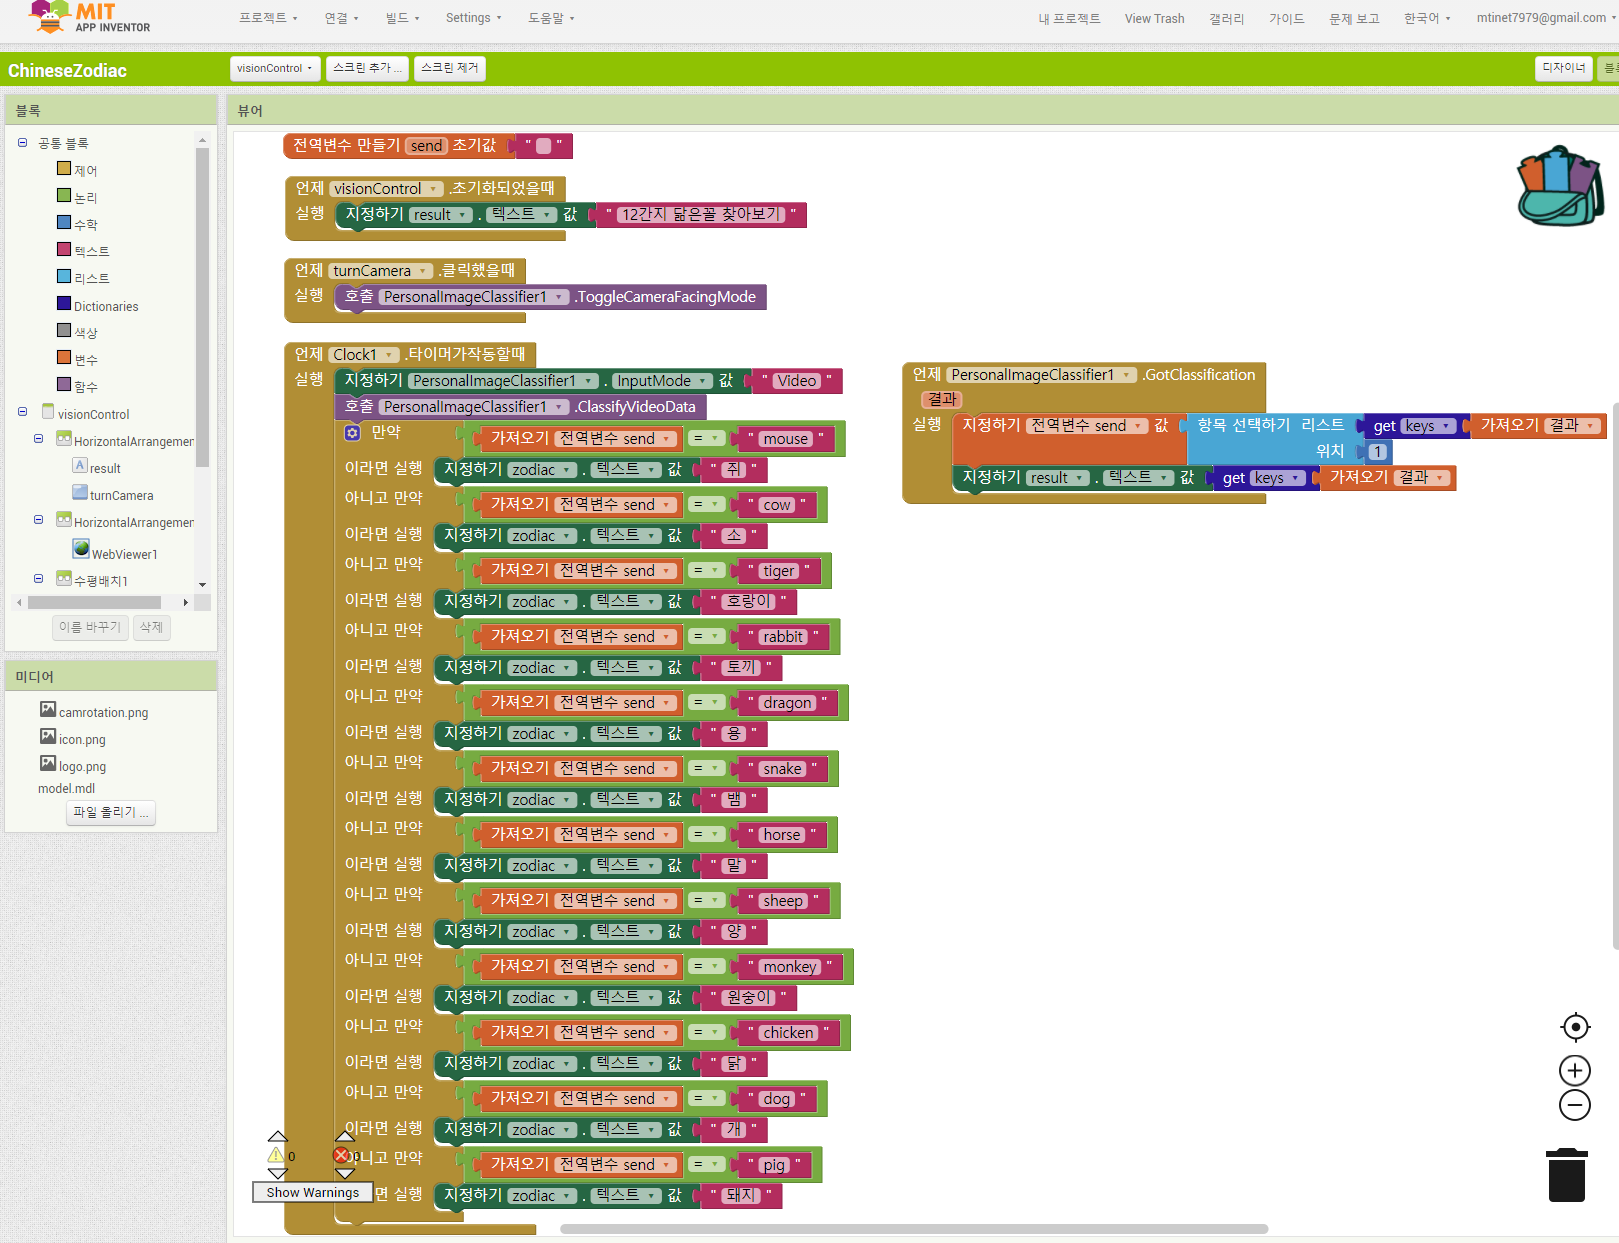 MIT
APP INVENTOR
프로젝트 연결 빌드 Settings 도움말 내 프로젝트 View Trash 갤러리 가이드 문제 보고 한국어 mtinet7979@gmail.com
ChineseZodiac visionControl 스크린 추가 ... 스크린 제거 디자이너
블록
공통 블록
제어
논리
수학
텍스트
리스트
Dictionaries
색상
변수
함수
visionControl
HorizontalArrangemen
result
turnCamera
HorizontalArrangemen
WebViewer1
수평배치1
이름 바꾸기 삭제
미디어
camrotation.png
icon.png
logo.png
model.mdl
파일 올리기 ...
뷰어
전역변수 만들기 send 초기값 " "
언제 visionControl .초기화되었을때
실행 지정하기 result . 텍스트 값 " 12간지 닮은꼴 찾아보기 "
언제 turnCamera .클릭했을때
실행 호출 PersonalImageClassifier1 .ToggleCameraFacingMode
언제 Clock1 .타이머가작동할때
실행 지정하기 PersonalImageClassifier1 . InputMode 값 " Video "
호출 PersonalImageClassifier1 .ClassifyVideoData
만약 가져오기 전역변수 send = " mouse "
이라면 실행 지정하기 zodiac . 텍스트 값 " 쥐 "
아니고 만약 가져오기 전역변수 send = " cow "
이라면 실행 지정하기 zodiac . 텍스트 값 " 소 "
아니고 만약 가져오기 전역변수 send = " tiger "
이라면 실행 지정하기 zodiac . 텍스트 값 " 호랑이 "
아니고 만약 가져오기 전역변수 send = " rabbit "
이라면 실행 지정하기 zodiac . 텍스트 값 " 토끼 "
아니고 만약 가져오기 전역변수 send = " dragon "
이라면 실행 지정하기 zodiac . 텍스트 값 " 용 "
아니고 만약 가져오기 전역변수 send = " snake "
이라면 실행 지정하기 zodiac . 텍스트 값 " 뱀 "
아니고 만약 가져오기 전역변수 send = " horse "
이라면 실행 지정하기 zodiac . 텍스트 값 " 말 "
아니고 만약 가져오기 전역변수 send = " sheep "
이라면 실행 지정하기 zodiac . 텍스트 값 " 양 "
아니고 만약 가져오기 전역변수 send = " monkey "
이라면 실행 지정하기 zodiac . 텍스트 값 " 원숭이 "
아니고 만약 가져오기 전역변수 send = " chicken "
이라면 실행 지정하기 zodiac . 텍스트 값 " 닭 "
아니고 만약 가져오기 전역변수 send = " dog "
이라면 실행 지정하기 zodiac . 텍스트 값 " 개 "
니고 만약 가져오기 전역변수 send = " pig "
면 실행 지정하기 zodiac . 텍스트 값 " 돼지 "
0
Show Warnings
언제 PersonalImageClassifier1 .GotClassification
결과
실행 지정하기 전역변수 send 값 항목 선택하기 리스트 get keys 가져오기 결과
위치 1
지정하기 result . 텍스트 값 get keys 가져오기 결과